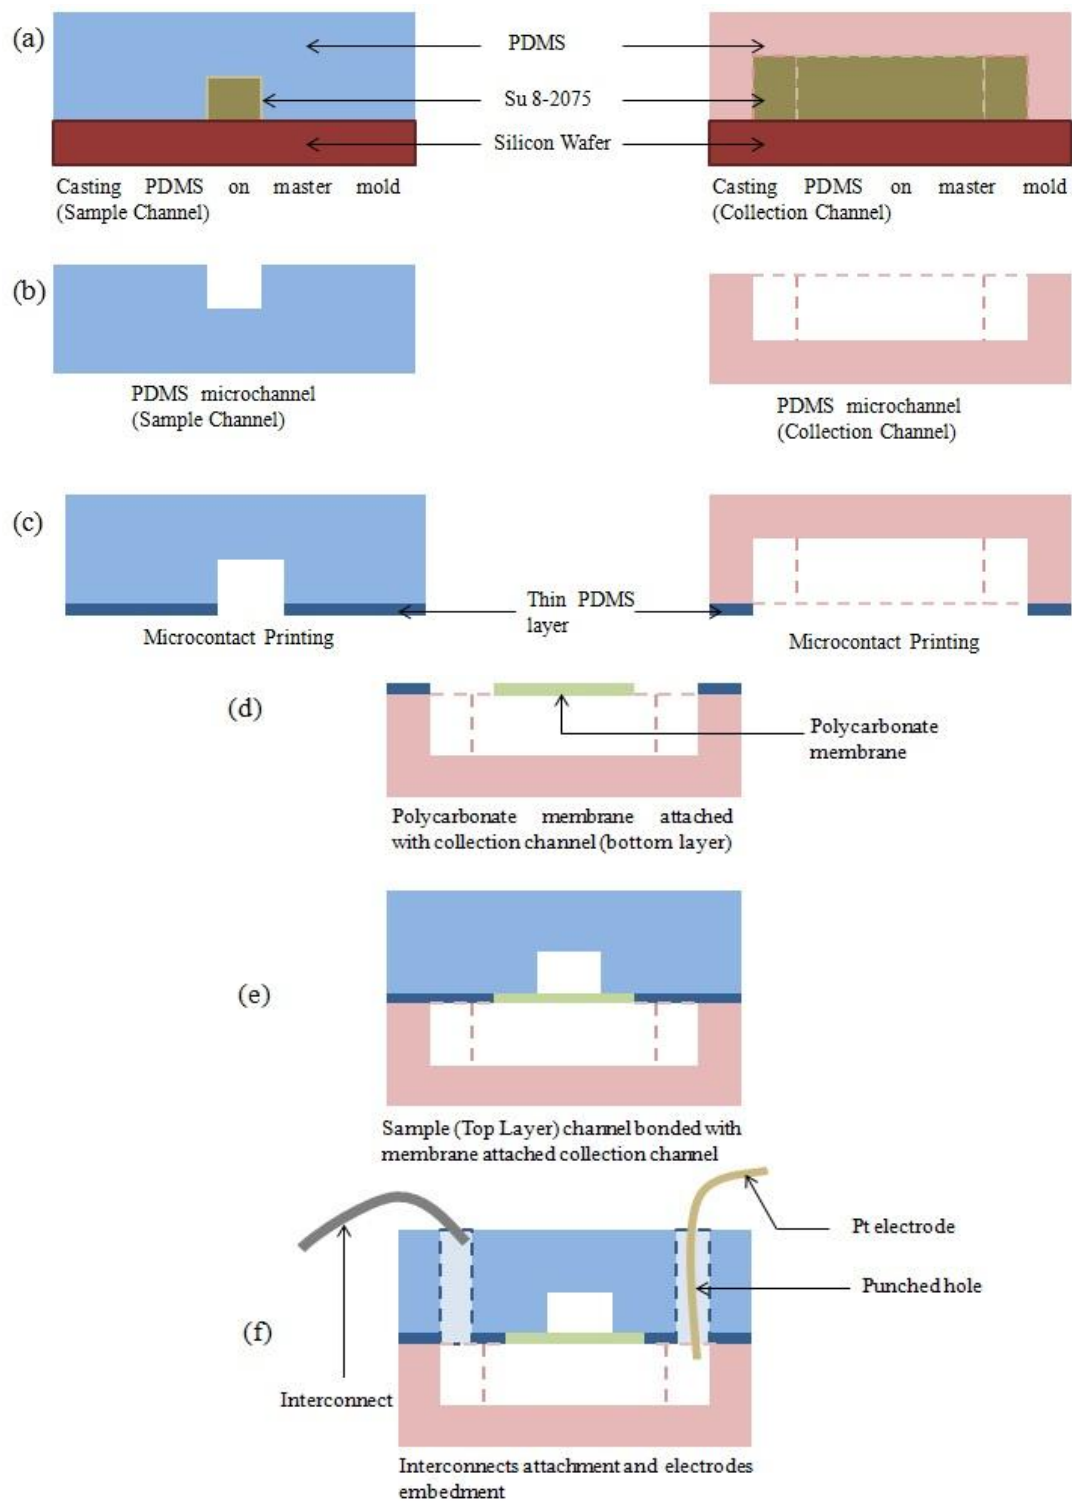 (a)
PDMS
Su 8-2075
Silicon Wafer
Casting PDMS on master mold
(Sample Channel)
Casting PDMS on master mold
(Collection Channel)
(b)
PDMS microchannel
(Sample Channel)
PDMS microchannel
(Collection Channel)
(c)
Thin PDMS
layer
Microcontact Printing
Microcontact Printing
(d)
Polycarbonate
membrane
Polycarbonate membrane attached
with collection channel (bottom layer)
(e)
Sample (Top Layer) channel bonded with
membrane attached collection channel
Pt electrode
Punched hole
(f)
Interconnect
Interconnects attachment and electrodes
embedment